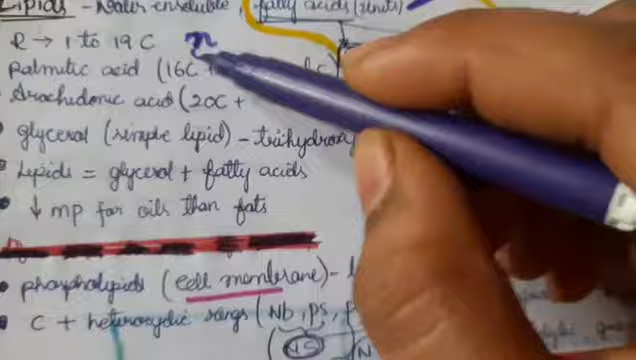 Lipids - Water insoluble, fatty acids (units)
R → 1 to 19 C
Palmitic acid (16C
Arachidonic acid (20C +
glycerol (simple lipid) - trihydroxy
Lipids = glycerol + fatty acids
↓ mp for oils than fats
phospholipids (cell membrane) -
C + heterocyclic rings (Nb, PS,
NS